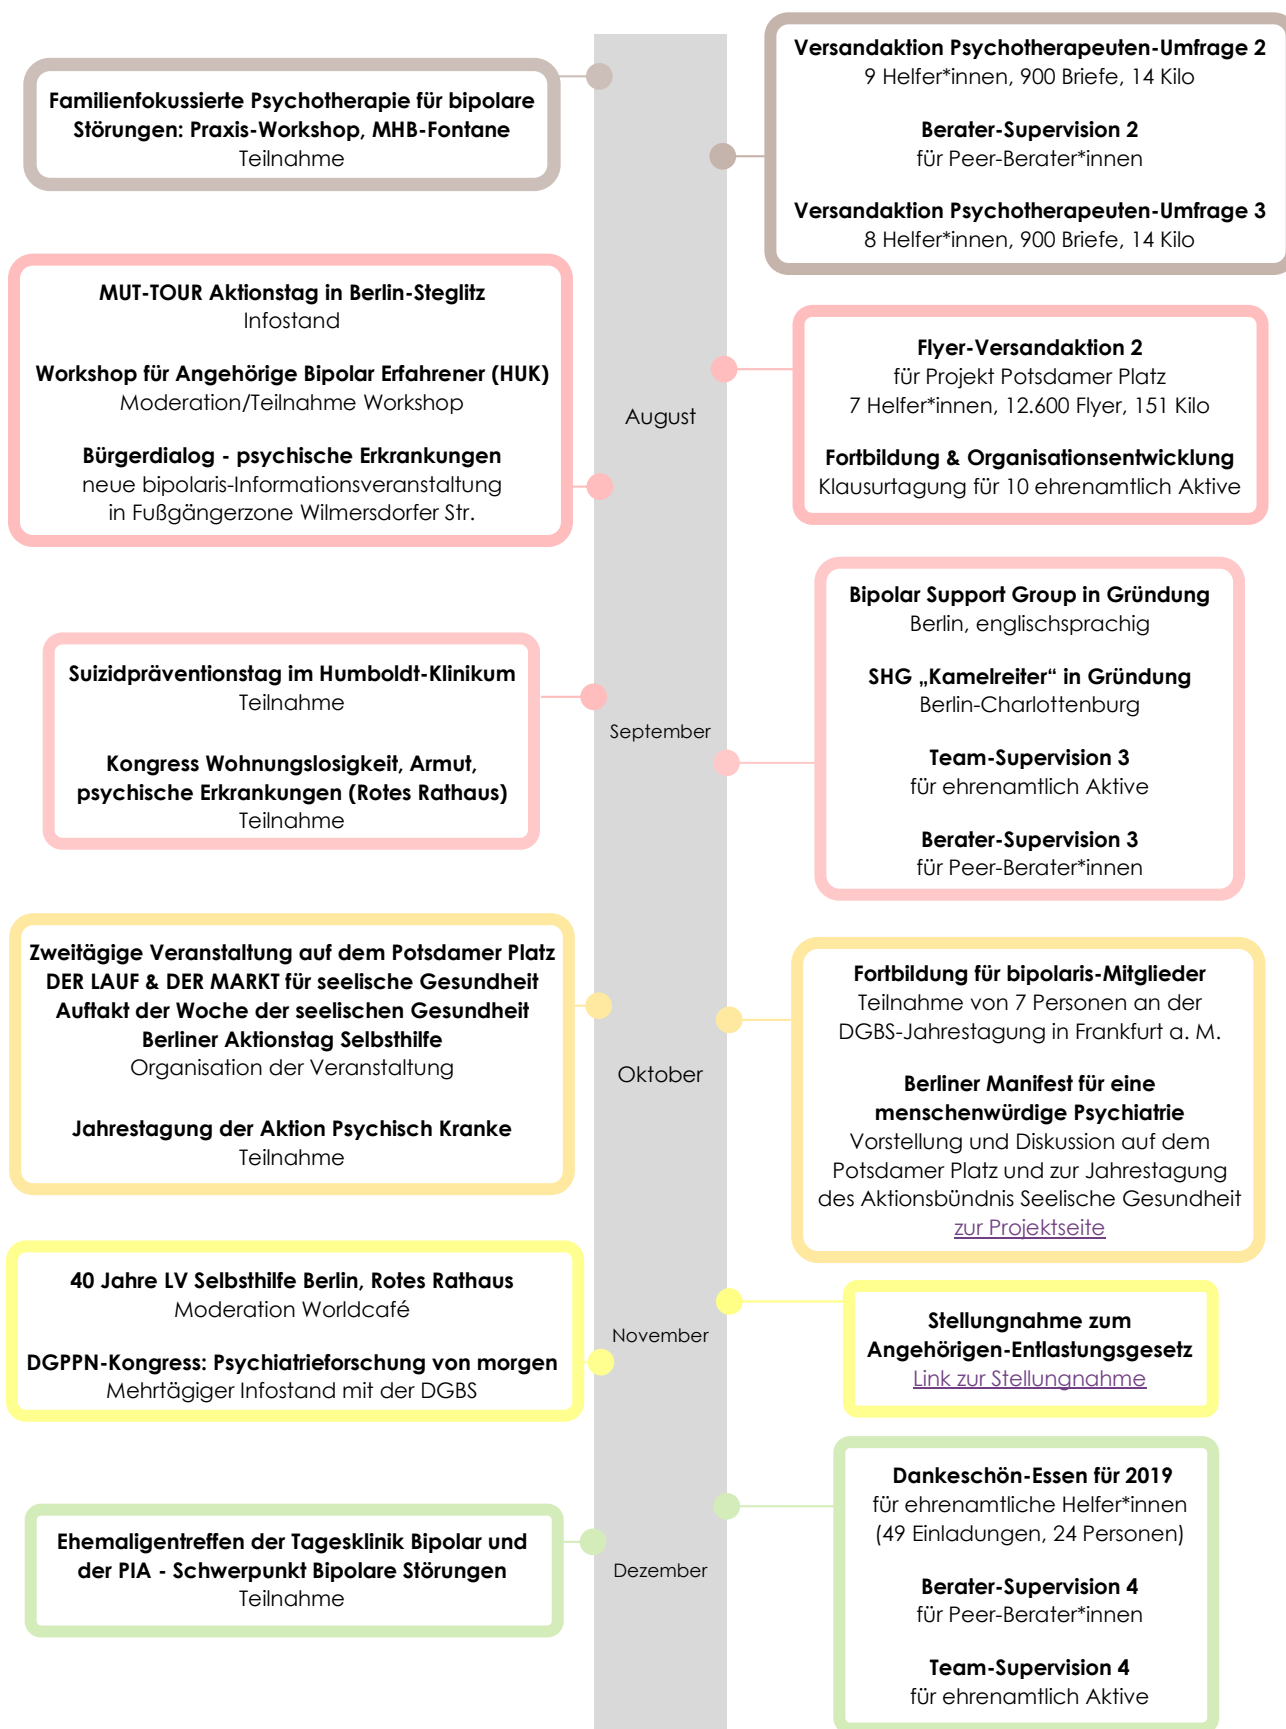 Familienfokussierte Psychotherapie für bipolare
Störungen: Praxis-Workshop, MHB-Fontane
Teilnahme
Versandaktion Psychotherapeuten-Umfrage 2
9 Helfer*innen, 900 Briefe, 14 Kilo
Berater-Supervision 2
für Peer-Berater*innen
Versandaktion Psychotherapeuten-Umfrage 3
8 Helfer*innen, 900 Briefe, 14 Kilo
August
MUT-TOUR Aktionstag in Berlin-Steglitz
Infostand
Workshop für Angehörige Bipolar Erfahrener (HUK)
Moderation/Teilnahme Workshop
Bürgerdialog - psychische Erkrankungen
neue bipolaris-Informationsveranstaltung
in Fußgängerzone Wilmersdorfer Str.
Flyer-Versandaktion 2
für Projekt Potsdamer Platz
7 Helfer*innen, 12.600 Flyer, 151 Kilo
Fortbildung & Organisationsentwicklung
Klausurtagung für 10 ehrenamtlich Aktive
September
Suizidpräventionstag im Humboldt-Klinikum
Teilnahme
Kongress Wohnungslosigkeit, Armut,
psychische Erkrankungen (Rotes Rathaus)
Teilnahme
Bipolar Support Group in Gründung
Berlin, englischsprachig
SHG „Kamelreiter" in Gründung
Berlin-Charlottenburg
Team-Supervision 3
für ehrenamtlich Aktive
Berater-Supervision 3
für Peer-Berater*innen
Oktober
Zweitägige Veranstaltung auf dem Potsdamer Platz
DER LAUF & DER MARKT für seelische Gesundheit
Auftakt der Woche der seelischen Gesundheit
Berliner Aktionstag Selbsthilfe
Organisation der Veranstaltung
Jahrestagung der Aktion Psychisch Kranke
Teilnahme
Fortbildung für bipolaris-Mitglieder
Teilnahme von 7 Personen an der
DGBS-Jahrestagung in Frankfurt a. M.
Berliner Manifest für eine
menschenwürdige Psychiatrie
Vorstellung und Diskussion auf dem
Potsdamer Platz und zur Jahrestagung
des Aktionsbündnis Seelische Gesundheit
zur Projektseite
November
40 Jahre LV Selbsthilfe Berlin, Rotes Rathaus
Moderation Worldcafé
DGPPN-Kongress: Psychiatrieforschung von morgen
Mehrtägiger Infostand mit der DGBS
Stellungnahme zum
Angehörigen-Entlastungsgesetz
Link zur Stellungnahme
Dezember
Ehemaligentreffen der Tagesklinik Bipolar und
der PIA - Schwerpunkt Bipolare Störungen
Teilnahme
Dankeschön-Essen für 2019
für ehrenamtliche Helfer*innen
(49 Einladungen, 24 Personen)
Berater-Supervision 4
für Peer-Berater*innen
Team-Supervision 4
für ehrenamtlich Aktive